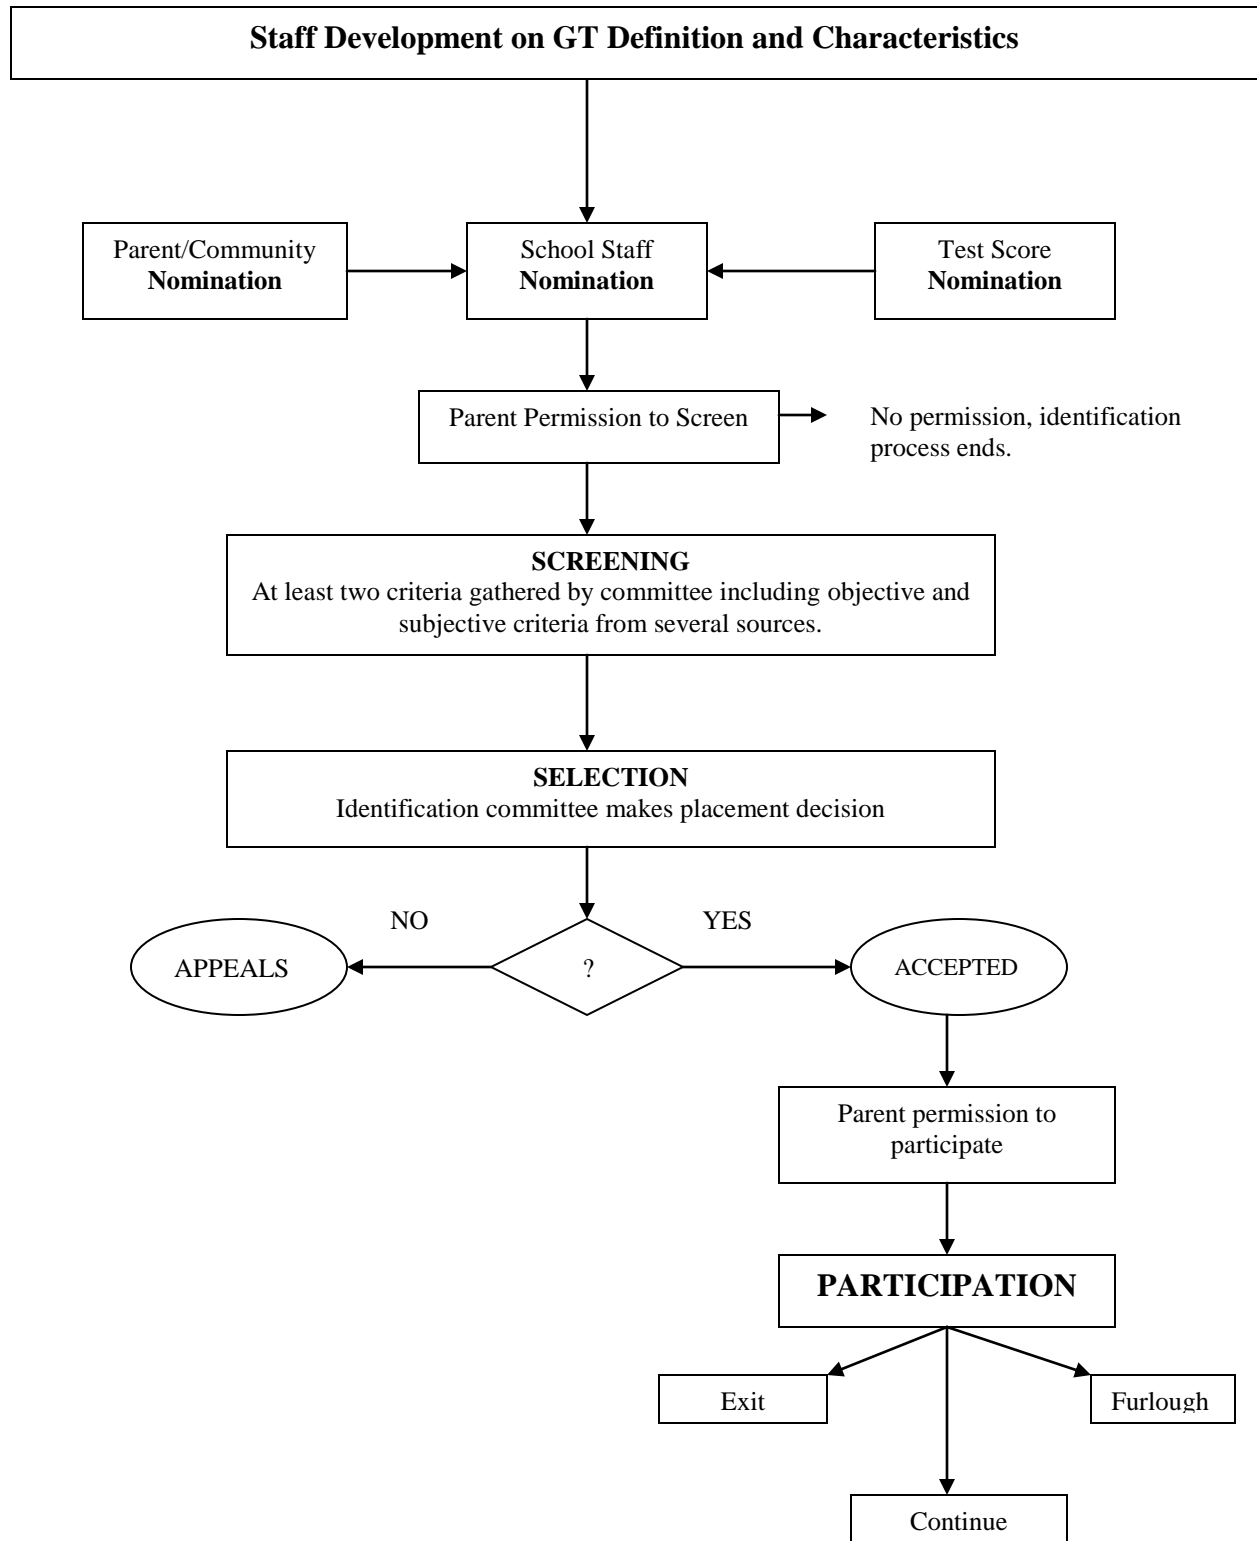 Staff Development on GT Definition and Characteristics
Parent/Community
Nomination
School Staff
Nomination
Test Score
Nomination
Parent Permission to Screen
No permission, identification
process ends.
SCREENING
At least two criteria gathered by committee including objective and
subjective criteria from several sources.
SELECTION
Identification committee makes placement decision
NO
YES
APPEALS
?
ACCEPTED
Parent permission to
participate
PARTICIPATION
Exit
Furlough
Continue